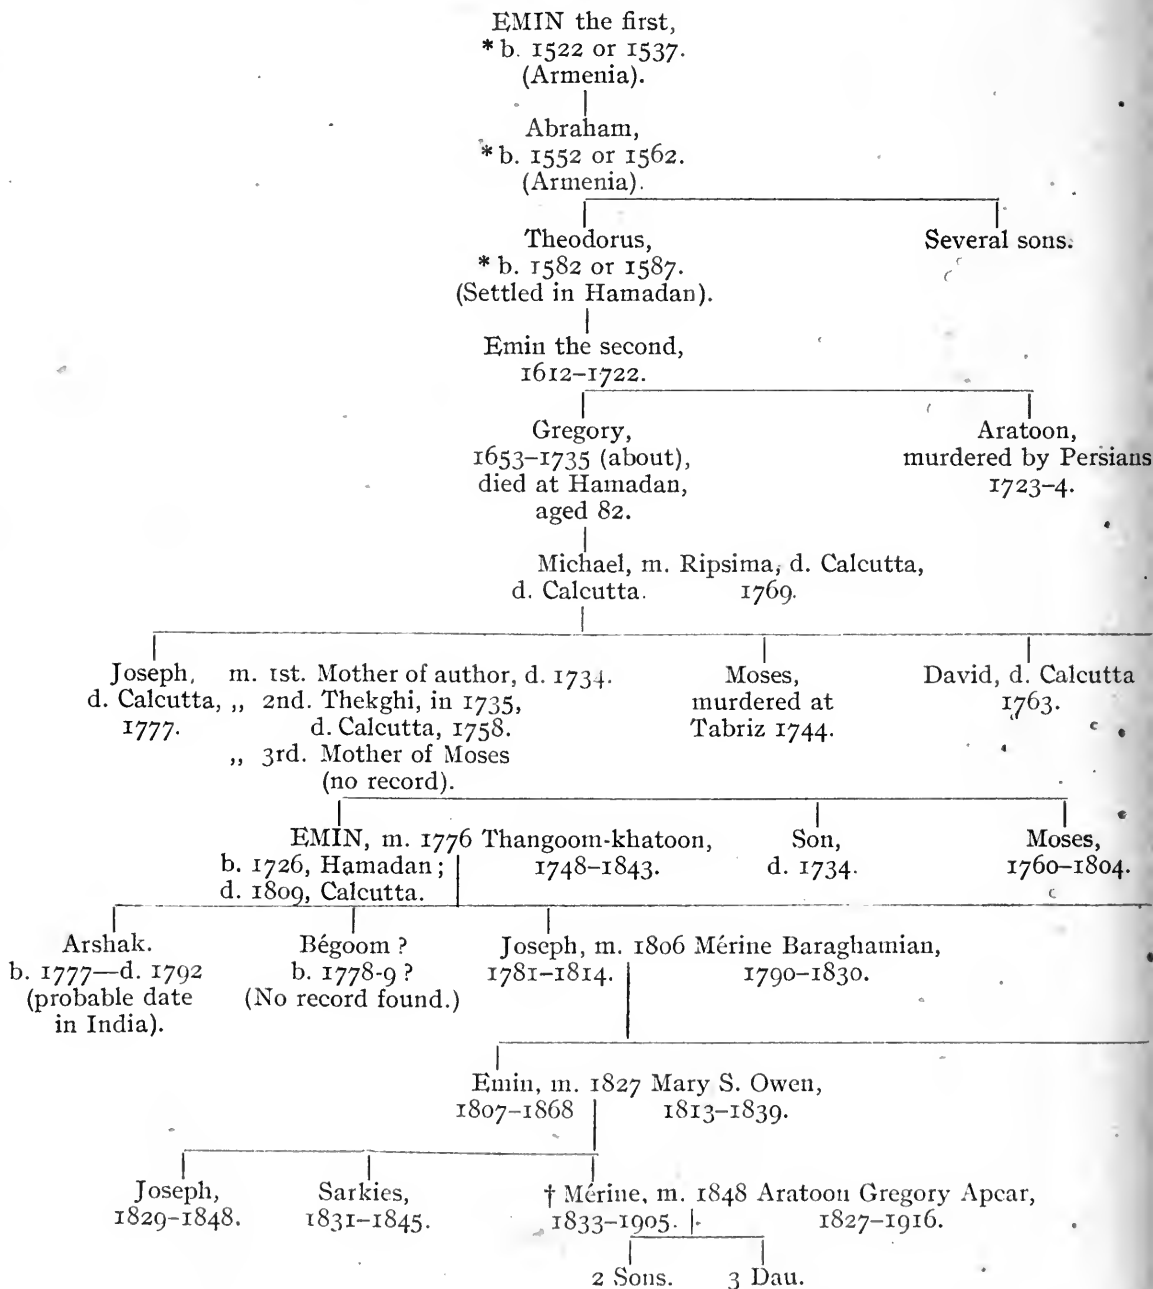 EMIN the first,
* b. 1522 or 1537.
(Armenia).
Abraham,
* b. 1552 or 1562.
(Armenia).
Theodorus,
* b. 1582 or 1587.
(Settled in Hamadan).
Several sons.
Emin the second,
1612–1722.
Gregory,
1653–1735 (about),
died at Hamadan,
aged 82.
Aratoon,
murdered by Persians
1723–4.
Michael, m. Ripsima, d. Calcutta,
d. Calcutta. 1769.
Joseph, m. 1st. Mother of author, d. 1734.
d. Calcutta, ,, 2nd. Thekghi, in 1735,
1777. d. Calcutta, 1758.
,, 3rd. Mother of Moses
(no record).
Moses,
murdered at
Tabriz 1744.
David, d. Calcutta
1763.
EMIN, m. 1776 Thangoom-khatoon,
b. 1726, Hamadan; 1748–1843.
d. 1809, Calcutta.
Son,
d. 1734.
Moses,
1760–1804.
Arshak.
b. 1777—d. 1792
(probable date
in India).
Bégoom ?
b. 1778-9 ?
(No record found.)
Joseph, m. 1806 Mérine Baraghamian,
1781–1814. 1790–1830.
Emin, m. 1827 Mary S. Owen,
1807–1868 1813–1839.
Joseph,
1829–1848.
Sarkies,
1831–1845.
† Mérine, m. 1848 Aratoon Gregory Apcar,
1833–1905. 1827–1916.
2 Sons. 3 Dau.